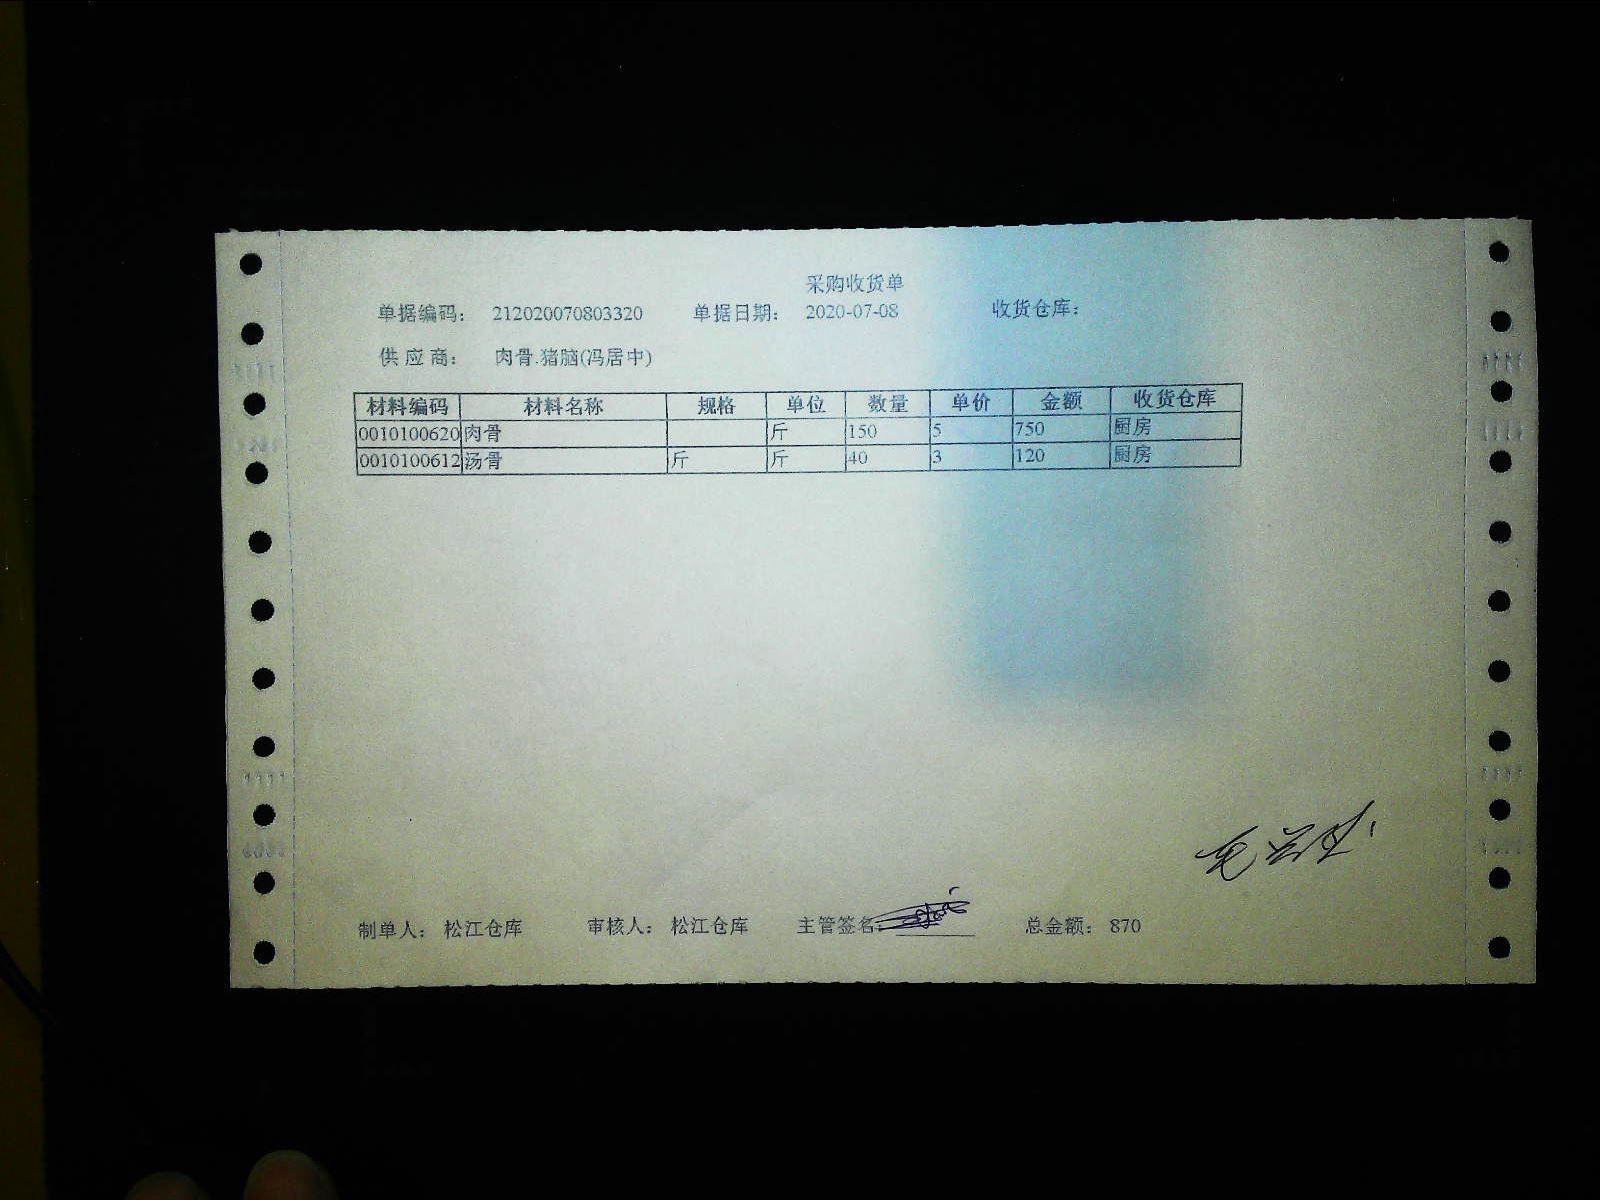 采购收货单
单据编码： 212020070803320 单据日期： 2020-07-08 收货仓库：
供应商： 肉骨.猪脑(冯居中)
材料编码 材料名称 规格 单位 数量 单价 金额 收货仓库
0010100620 肉骨 斤 150 5 750 厨房
0010100612 汤骨 斤 斤 40 3 120 厨房
制单人： 松江仓库 审核人： 松江仓库 主管签名： 总金额： 870